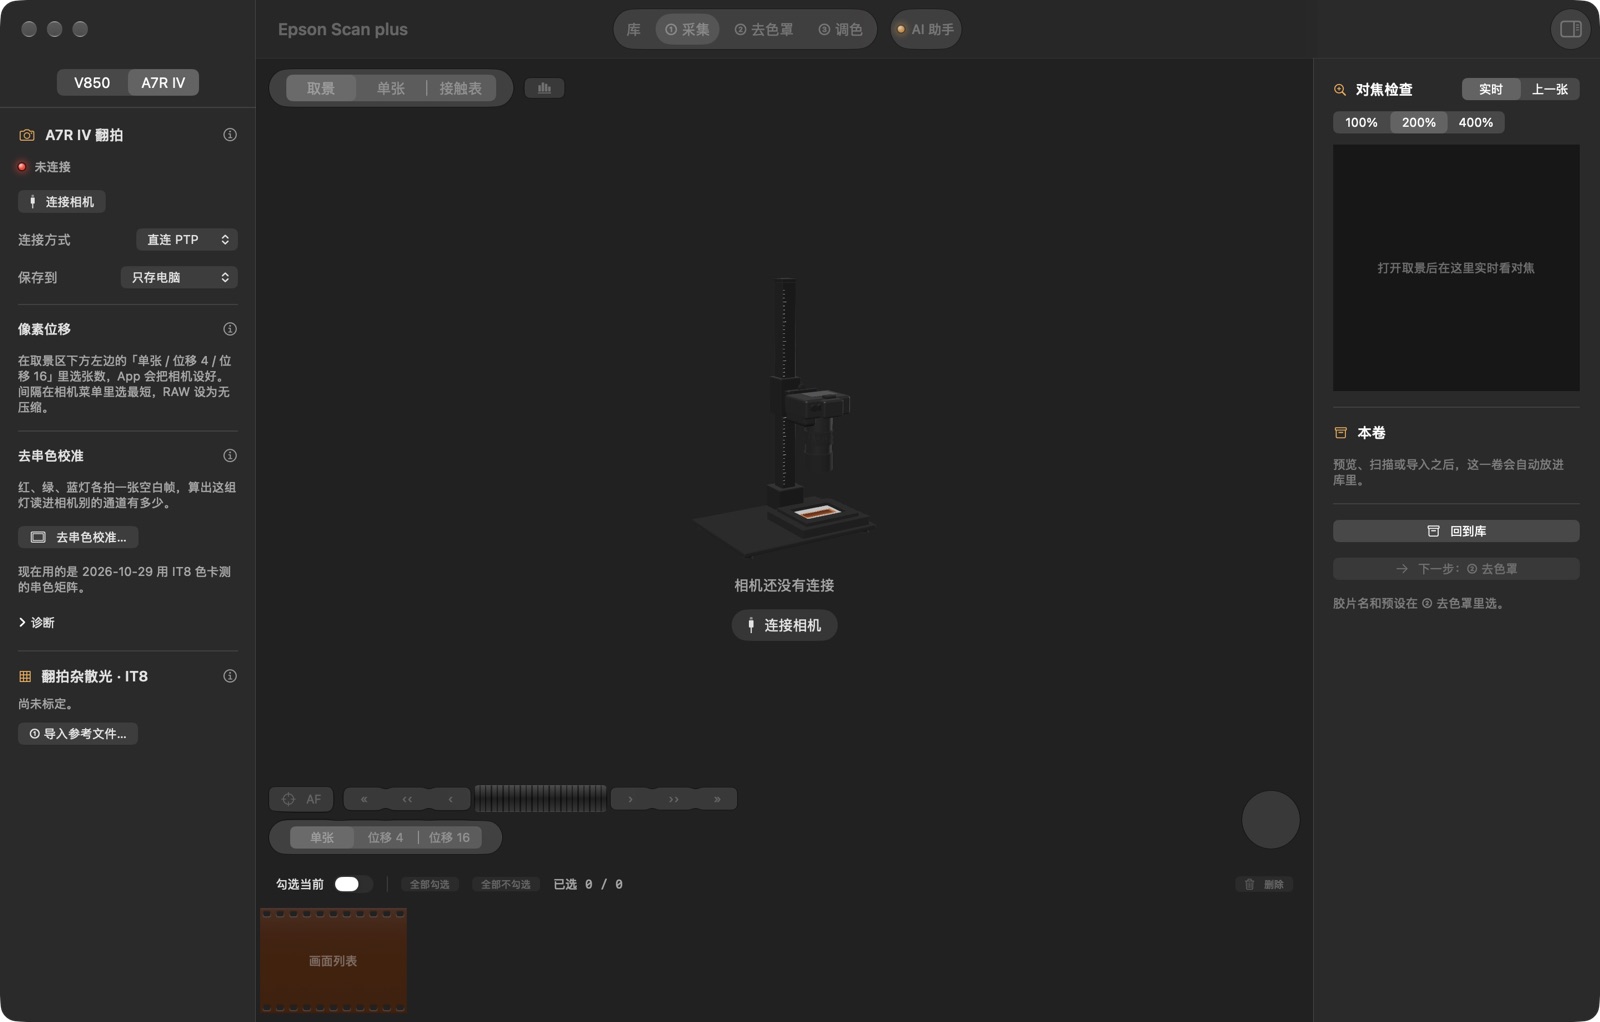 Epson Scan plus
库
① 采集
② 去色罩
③ 调色
AI 助手
V850
A7R IV
A7R IV 翻拍
未连接
连接相机
连接方式
直连 PTP
保存到
只存电脑
像素位移
在取景区下方左边的「单张 / 位移 4 / 位
移 16」里选张数，App 会把相机设好。
间隔在相机菜单里选最短，RAW 设为无
压缩。
去串色校准
红、绿、蓝灯各拍一张空白帧，算出这组
灯读进相机别的通道有多少。
去串色校准...
现在用的是 2026-10-29 用 IT8 色卡测
的串色矩阵。
诊断
翻拍杂散光 · IT8
尚未标定。
① 导入参考文件...
取景
单张
接触表
相机还没有连接
连接相机
AF
« ‹‹ ‹
› ›› »
单张
位移 4
位移 16
勾选当前
全部勾选
全部不勾选
已选 0 / 0
删除
画面列表
对焦检查
实时
上一张
100%
200%
400%
打开取景后在这里实时看对焦
本卷
预览、扫描或导入之后，这一卷会自动放进
库里。
回到库
→ 下一步：② 去色罩
胶片名和预设在 ② 去色罩里选。